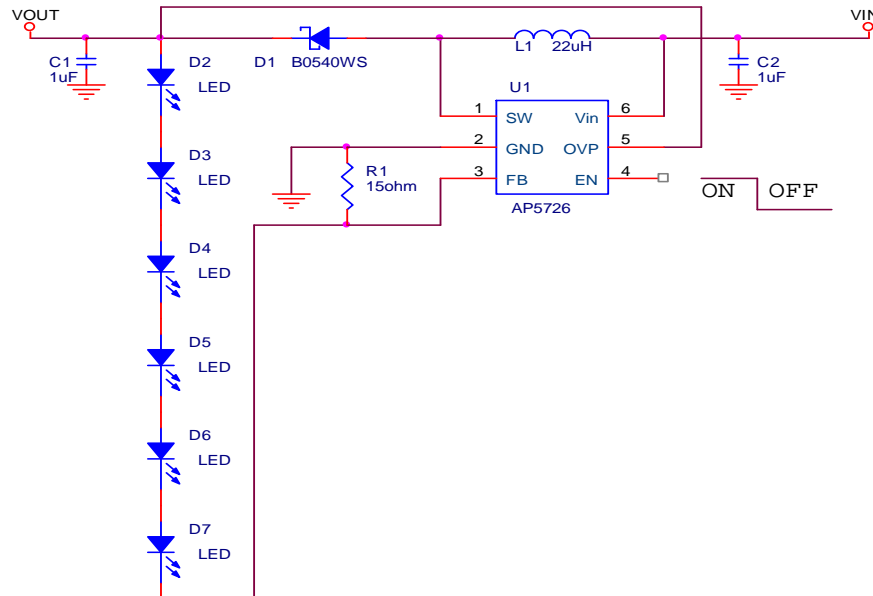 VOUT
VIN
C1
1uF
D2
LED
D1
B0540WS
L1
22uH
C2
1uF
U1
1
SW
Vin
6
2
GND
OVP
5
3
FB
EN
4
AP5726
R1
15ohm
ON
OFF
D3
LED
D4
LED
D5
LED
D6
LED
D7
LED